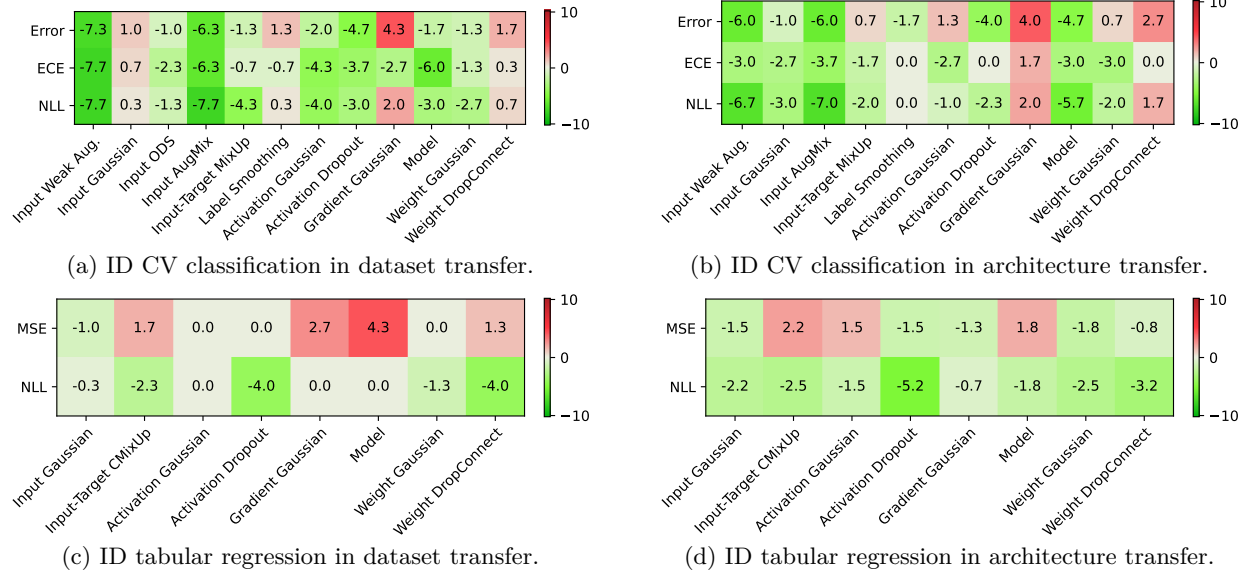 Error -7.3 1.0 -1.0 -6.3 -1.3 1.3 -2.0 -4.7 4.3 -1.7 -1.3 1.7
ECE -7.7 0.7 -2.3 -6.3 -0.7 -0.7 -4.3 -3.7 -2.7 -6.0 -1.3 0.3
NLL -7.7 0.3 -1.3 -7.7 -4.3 0.3 -4.0 -3.0 2.0 -3.0 -2.7 0.7
10
0
−10
Input Weak Aug.
Input Gaussian
Input ODS
Input AugMix
Input-Target MixUp
Label Smoothing
Activation Gaussian
Activation Dropout
Gradient Gaussian
Model
Weight Gaussian
Weight DropConnect
(a) ID CV classification in dataset transfer.
Error -6.0 -1.0 -6.0 0.7 -1.7 1.3 -4.0 4.0 -4.7 0.7 2.7
ECE -3.0 -2.7 -3.7 -1.7 0.0 -2.7 0.0 1.7 -3.0 -3.0 0.0
NLL -6.7 -3.0 -7.0 -2.0 0.0 -1.0 -2.3 2.0 -5.7 -2.0 1.7
10
0
−10
Input Weak Aug.
Input Gaussian
Input AugMix
Input-Target MixUp
Label Smoothing
Activation Gaussian
Activation Dropout
Gradient Gaussian
Model
Weight Gaussian
Weight DropConnect
(b) ID CV classification in architecture transfer.
MSE -1.0 1.7 0.0 0.0 2.7 4.3 0.0 1.3
NLL -0.3 -2.3 0.0 -4.0 0.0 0.0 -1.3 -4.0
10
0
−10
Input Gaussian
Input-Target CMixUp
Activation Gaussian
Activation Dropout
Gradient Gaussian
Model
Weight Gaussian
Weight DropConnect
(c) ID tabular regression in dataset transfer.
MSE -1.5 2.2 1.5 -1.5 -1.3 1.8 -1.8 -0.8
NLL -2.2 -2.5 -1.5 -5.2 -0.7 -1.8 -2.5 -3.2
10
0
−10
Input Gaussian
Input-Target CMixUp
Activation Gaussian
Activation Dropout
Gradient Gaussian
Model
Weight Gaussian
Weight DropConnect
(d) ID tabular regression in architecture transfer.